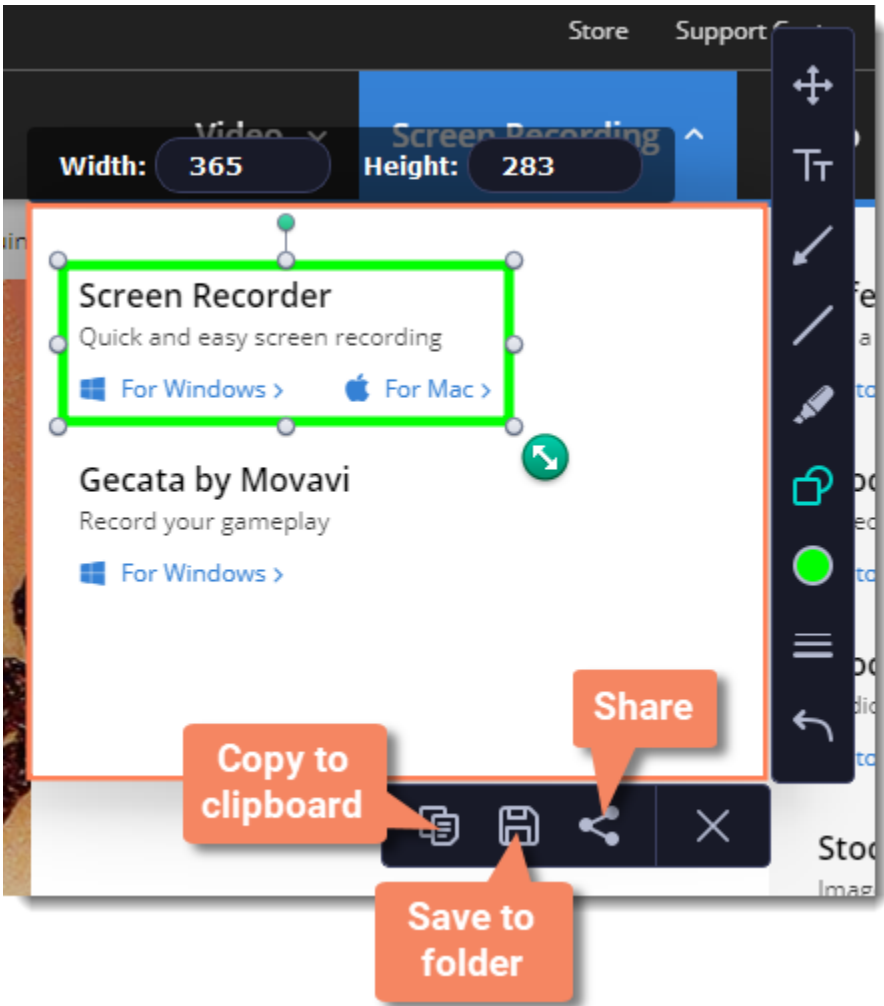 Store Support
Video Screen Recording
Width: 365 Height: 283
Screen Recorder
Quick and easy screen recording
For Windows > For Mac >
Gecata by Movavi
Record your gameplay
For Windows >
Share
Copy to
clipboard
Save to
folder